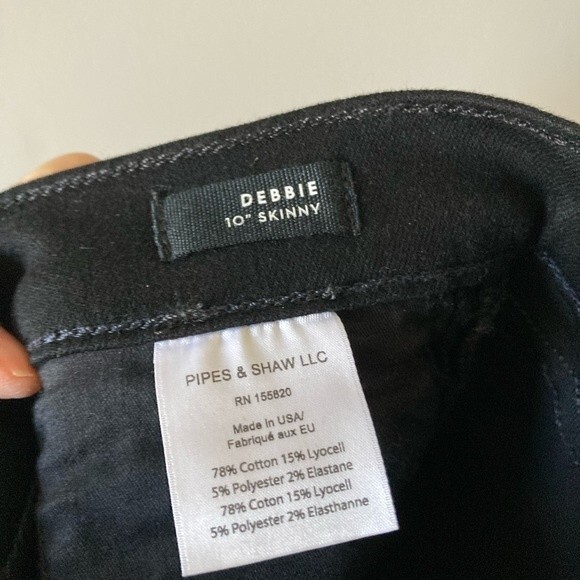 DEBBIE
10" SKINNY
PIPES & SHAW LLC
RN 155820
Made in USA/
Fabriqué aux EU
78% Cotton 15% Lyocell
5% Polyester 2% Elastane
78% Coton 15% Lyocell
5% Polyester 2% Elasthanne